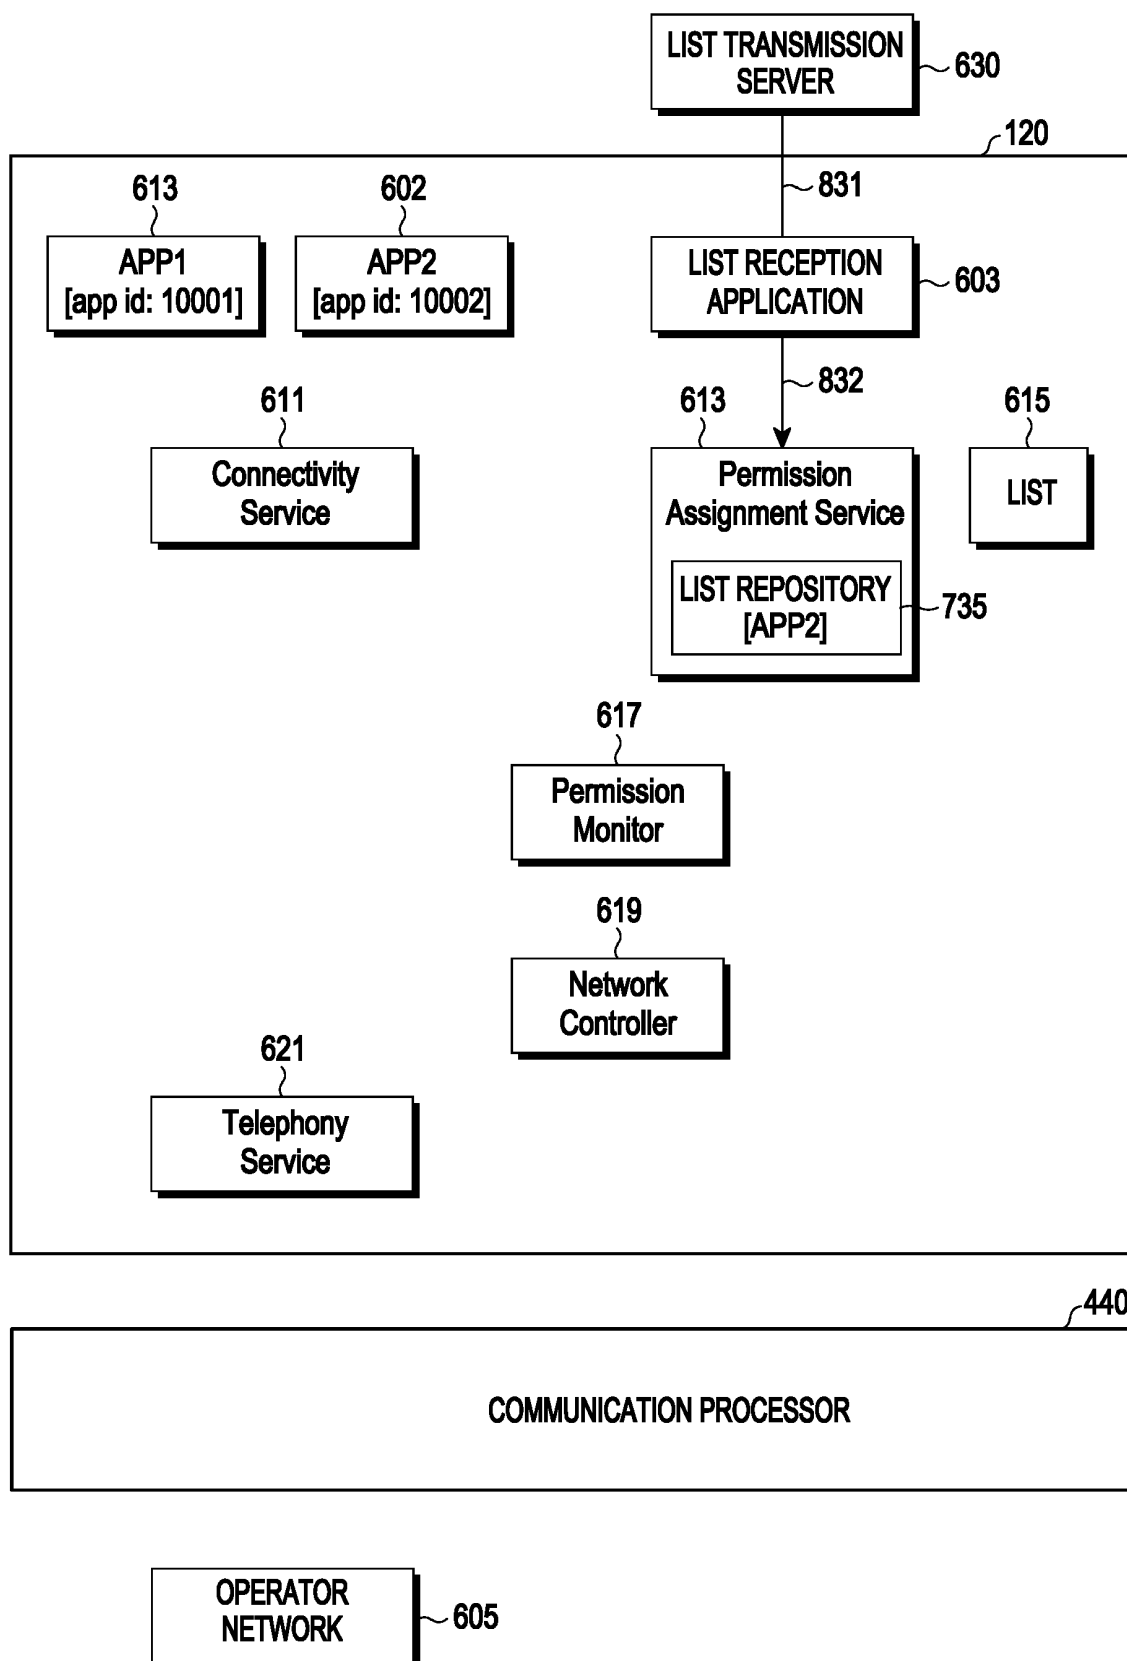 LIST TRANSMISSION
SERVER
630
120
831
613
602
APP1
[app id: 10001]
APP2
[app id: 10002]
LIST RECEPTION
APPLICATION
603
832
611
613
615
Connectivity
Service
Permission
Assignment Service
LIST
LIST REPOSITORY
[APP2]
735
617
Permission
Monitor
619
Network
Controller
621
Telephony
Service
440
COMMUNICATION PROCESSOR
OPERATOR
NETWORK
605